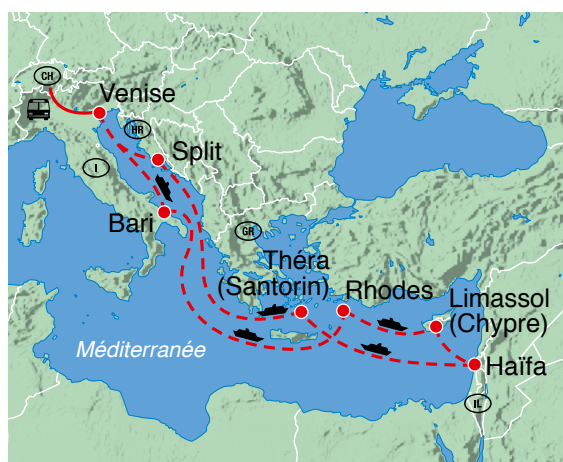 CH
Venise
HR
Split
I
Bari
GR
Théra
(Santorin)
Rhodes
Limassol
(Chypre)
Méditerranée
Haïfa
IL